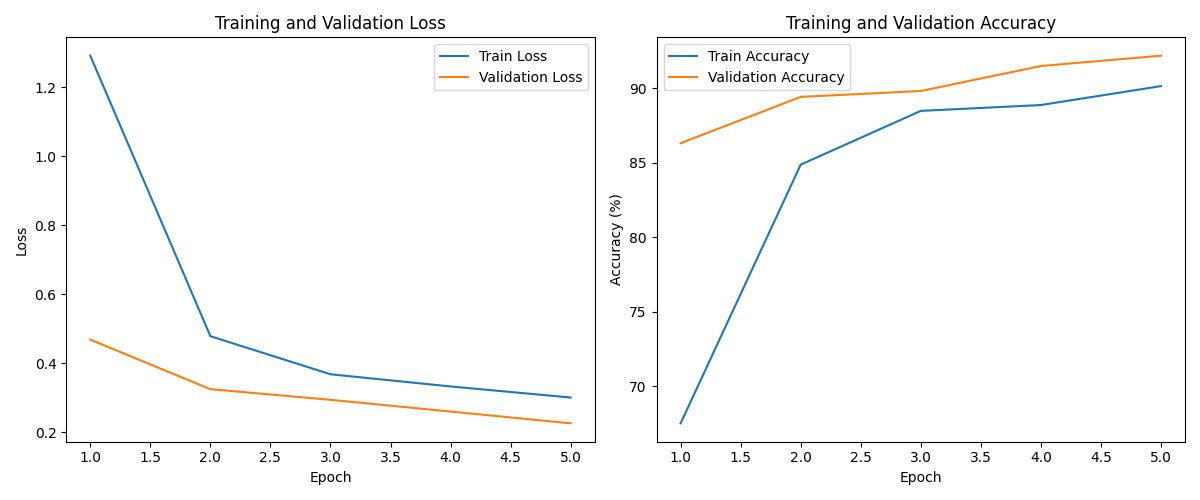 Training and Validation Loss
Train Loss
Validation Loss
1.2
1.0
0.8
0.6
0.4
0.2
Loss
1.0 1.5 2.0 2.5 3.0 3.5 4.0 4.5 5.0
Epoch
Training and Validation Accuracy
Train Accuracy
Validation Accuracy
90
85
80
75
70
Accuracy (%)
1.0 1.5 2.0 2.5 3.0 3.5 4.0 4.5 5.0
Epoch